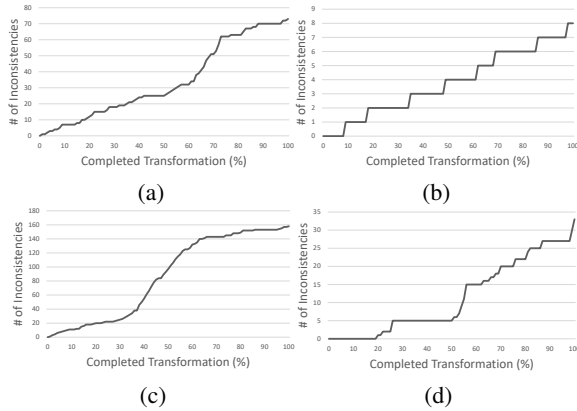 # of Inconsistencies
80
70
60
50
40
30
20
10
0
0 10 20 30 40 50 60 70 80 90 100
Completed Transformation (%)
(a)
# of Inconsistencies
9
8
7
6
5
4
3
2
1
0
0 10 20 30 40 50 60 70 80 90 100
Completed Transformation (%)
(b)
# of Inconsistencies
180
160
140
120
100
80
60
40
20
0
0 10 20 30 40 50 60 70 80 90 100
Completed Transformation (%)
(c)
# of Inconsistencies
35
30
25
20
15
10
5
0
0 10 20 30 40 50 60 70 80 90 100
Completed Transformation (%)
(d)